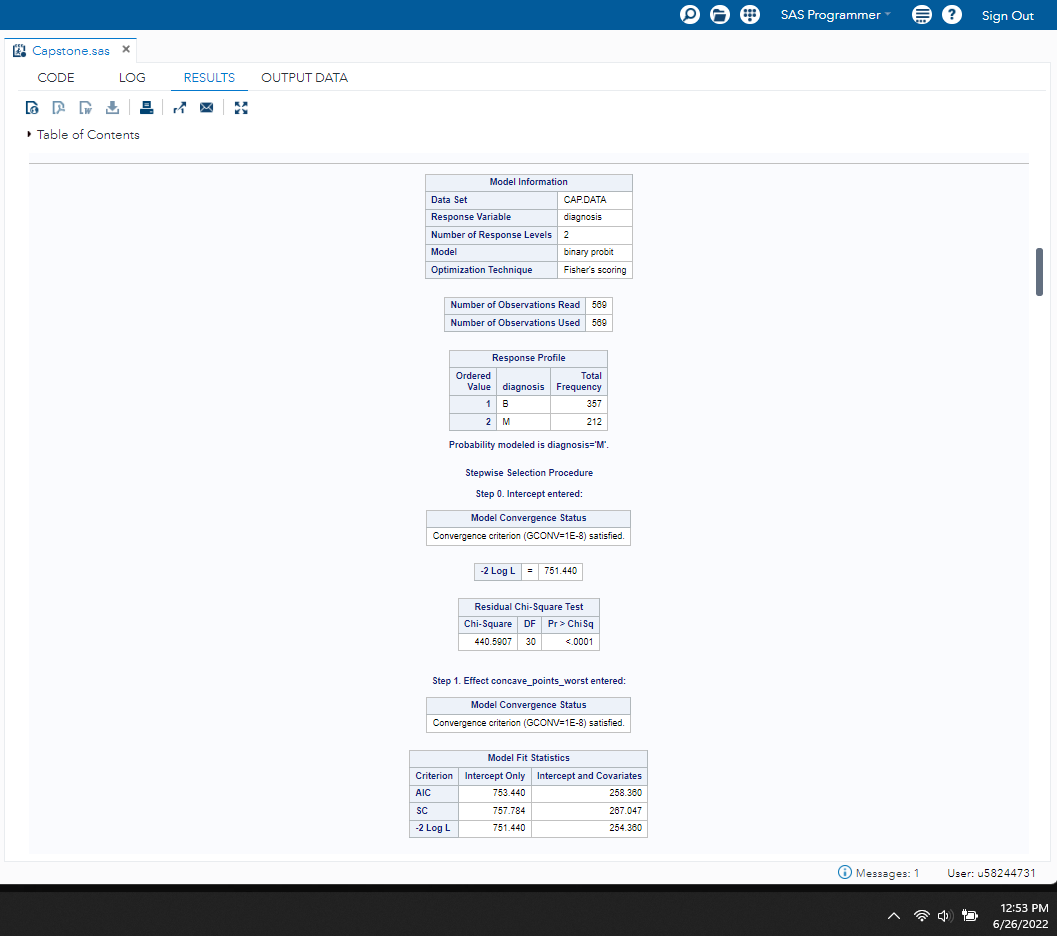 SAS Programmer
Sign Out
Capstone.sas ×
CODE LOG RESULTS OUTPUT DATA
Table of Contents
Model Information
Data Set CAP.DATA
Response Variable diagnosis
Number of Response Levels 2
Model binary probit
Optimization Technique Fisher's scoring
Number of Observations Read 569
Number of Observations Used 569
Response Profile
Ordered Value diagnosis Total Frequency
1 B 357
2 M 212
Probability modeled is diagnosis='M'.
Stepwise Selection Procedure
Step 0. Intercept entered:
Model Convergence Status
Convergence criterion (GCONV=1E-8) satisfied.
-2 Log L = 751.440
Residual Chi-Square Test
Chi-Square DF Pr > ChiSq
440.5907 30 <.0001
Step 1. Effect concave_points_worst entered:
Model Convergence Status
Convergence criterion (GCONV=1E-8) satisfied.
Model Fit Statistics
Criterion Intercept Only Intercept and Covariates
AIC 753.440 258.360
SC 757.784 267.047
-2 Log L 751.440 254.360
Messages: 1 User: u58244731
12:53 PM
6/26/2022